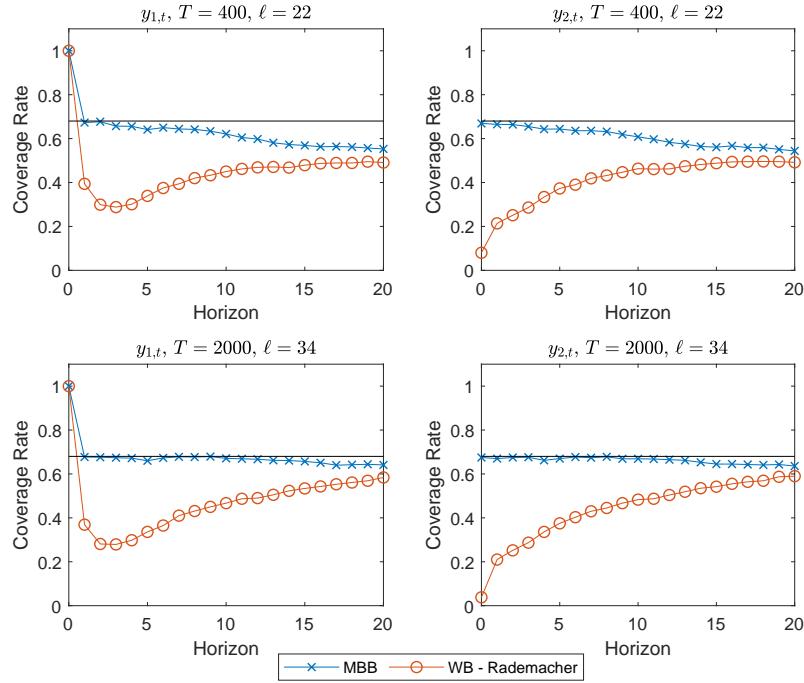 y1,t, T = 400, ℓ = 22
y2,t, T = 400, ℓ = 22
1
0.8
0.6
0.4
0.2
0
Coverage Rate
0 5 10 15 20
Horizon
1
0.8
0.6
0.4
0.2
0
Coverage Rate
0 5 10 15 20
Horizon
y1,t, T = 2000, ℓ = 34
y2,t, T = 2000, ℓ = 34
1
0.8
0.6
0.4
0.2
0
Coverage Rate
0 5 10 15 20
Horizon
1
0.8
0.6
0.4
0.2
0
Coverage Rate
0 5 10 15 20
Horizon
MBB WB - Rademacher